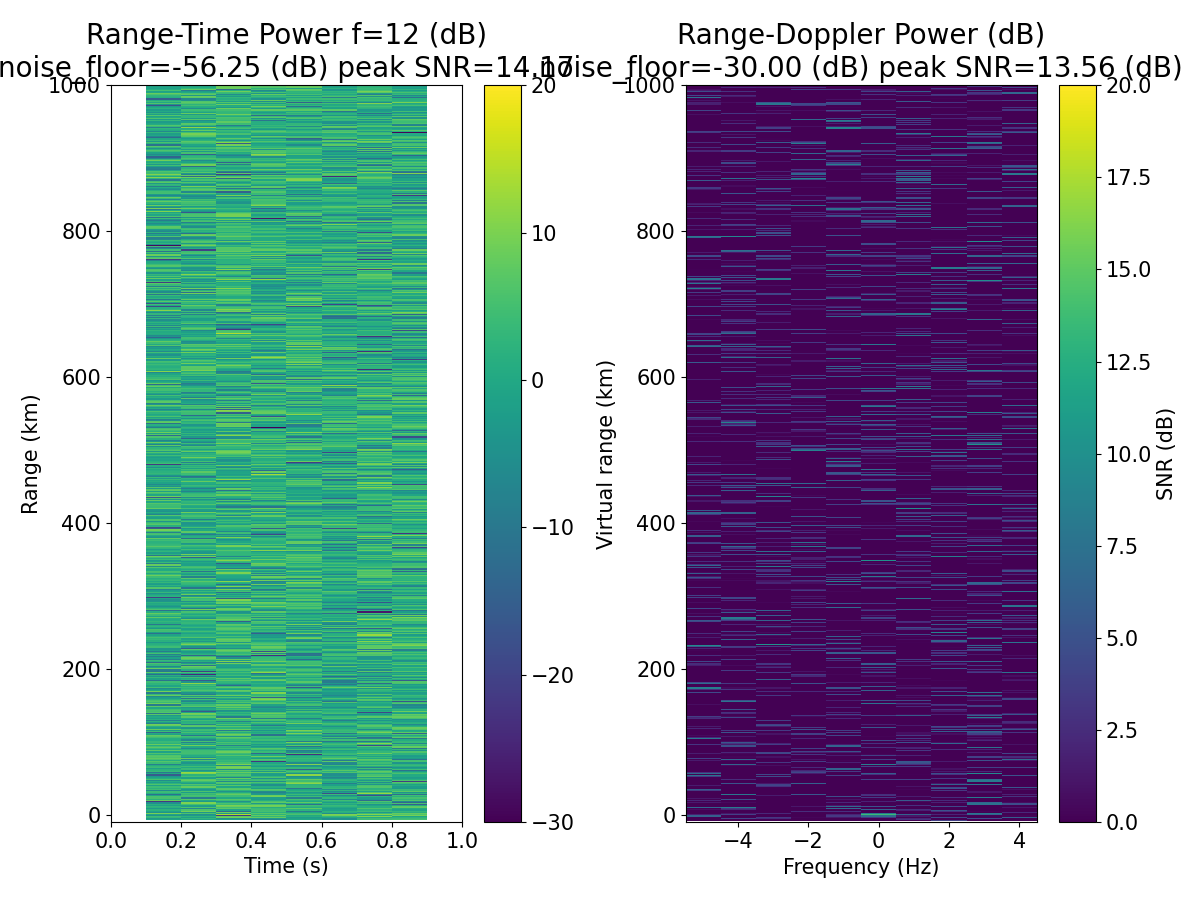 Range-Time Power f=12 (dB)
noise_floor=-56.25 (dB) peak SNR=14.17
Range-Doppler Power (dB)
noise_floor=-30.00 (dB) peak SNR=13.56 (dB)
1000
800
600
400
200
0
Range (km)
0.0 0.2 0.4 0.6 0.8 1.0
Time (s)
20
10
0
−10
−20
−30
1000
800
600
400
200
0
Virtual range (km)
−4 −2 0 2 4
Frequency (Hz)
20.0
17.5
15.0
12.5
10.0
7.5
5.0
2.5
0.0
SNR (dB)